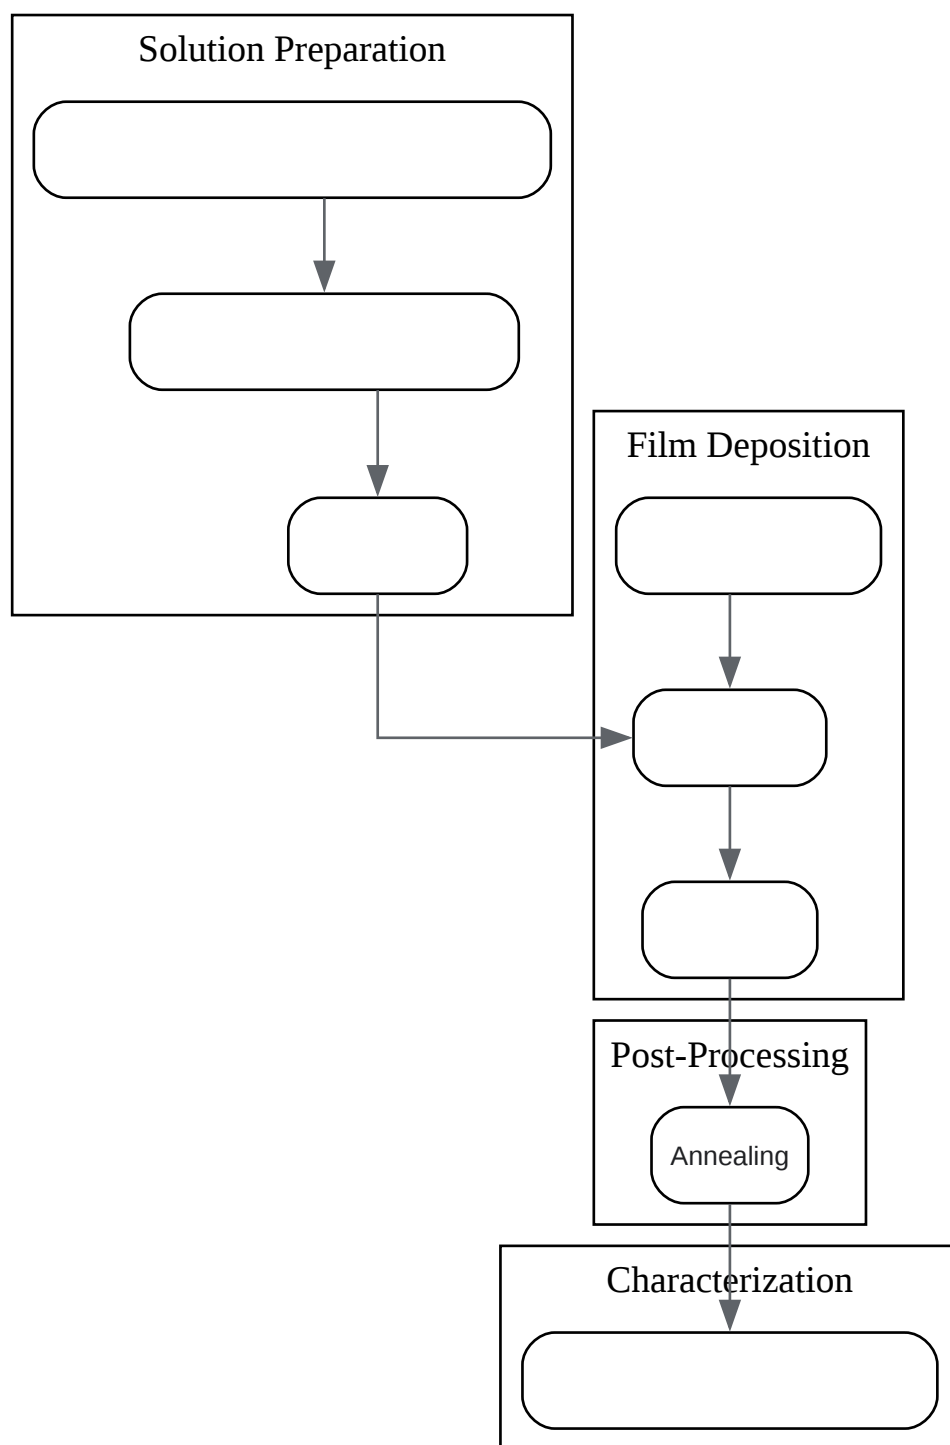 Solution Preparation
Film Deposition
Post-Processing
Annealing
Characterization